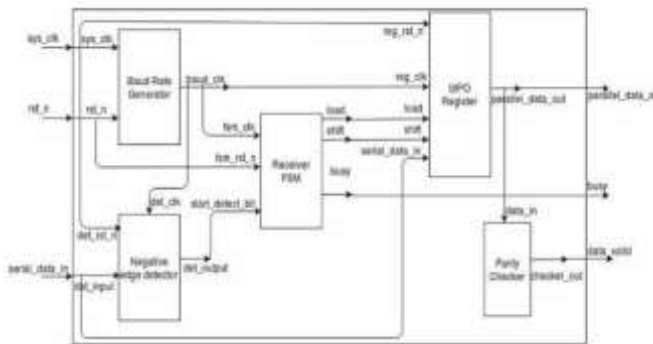 reg_rst_n
sys_clk
sys_clk
Baud Rate
Generator
baud_clk
reg_clk
SIPO
Register
parallel_data_out
rst_n
rst_n
load
load
fsm_clk
shift
shift
serial_data_in
fsm_rst_n
Receiver
FSM
busy
busy
det_clk
start_detect_bit
data_in
det_rst_n
Negative
edge detector
det_output
serial_data_in
det_input
Parity
Checker
data_valid
checker_out